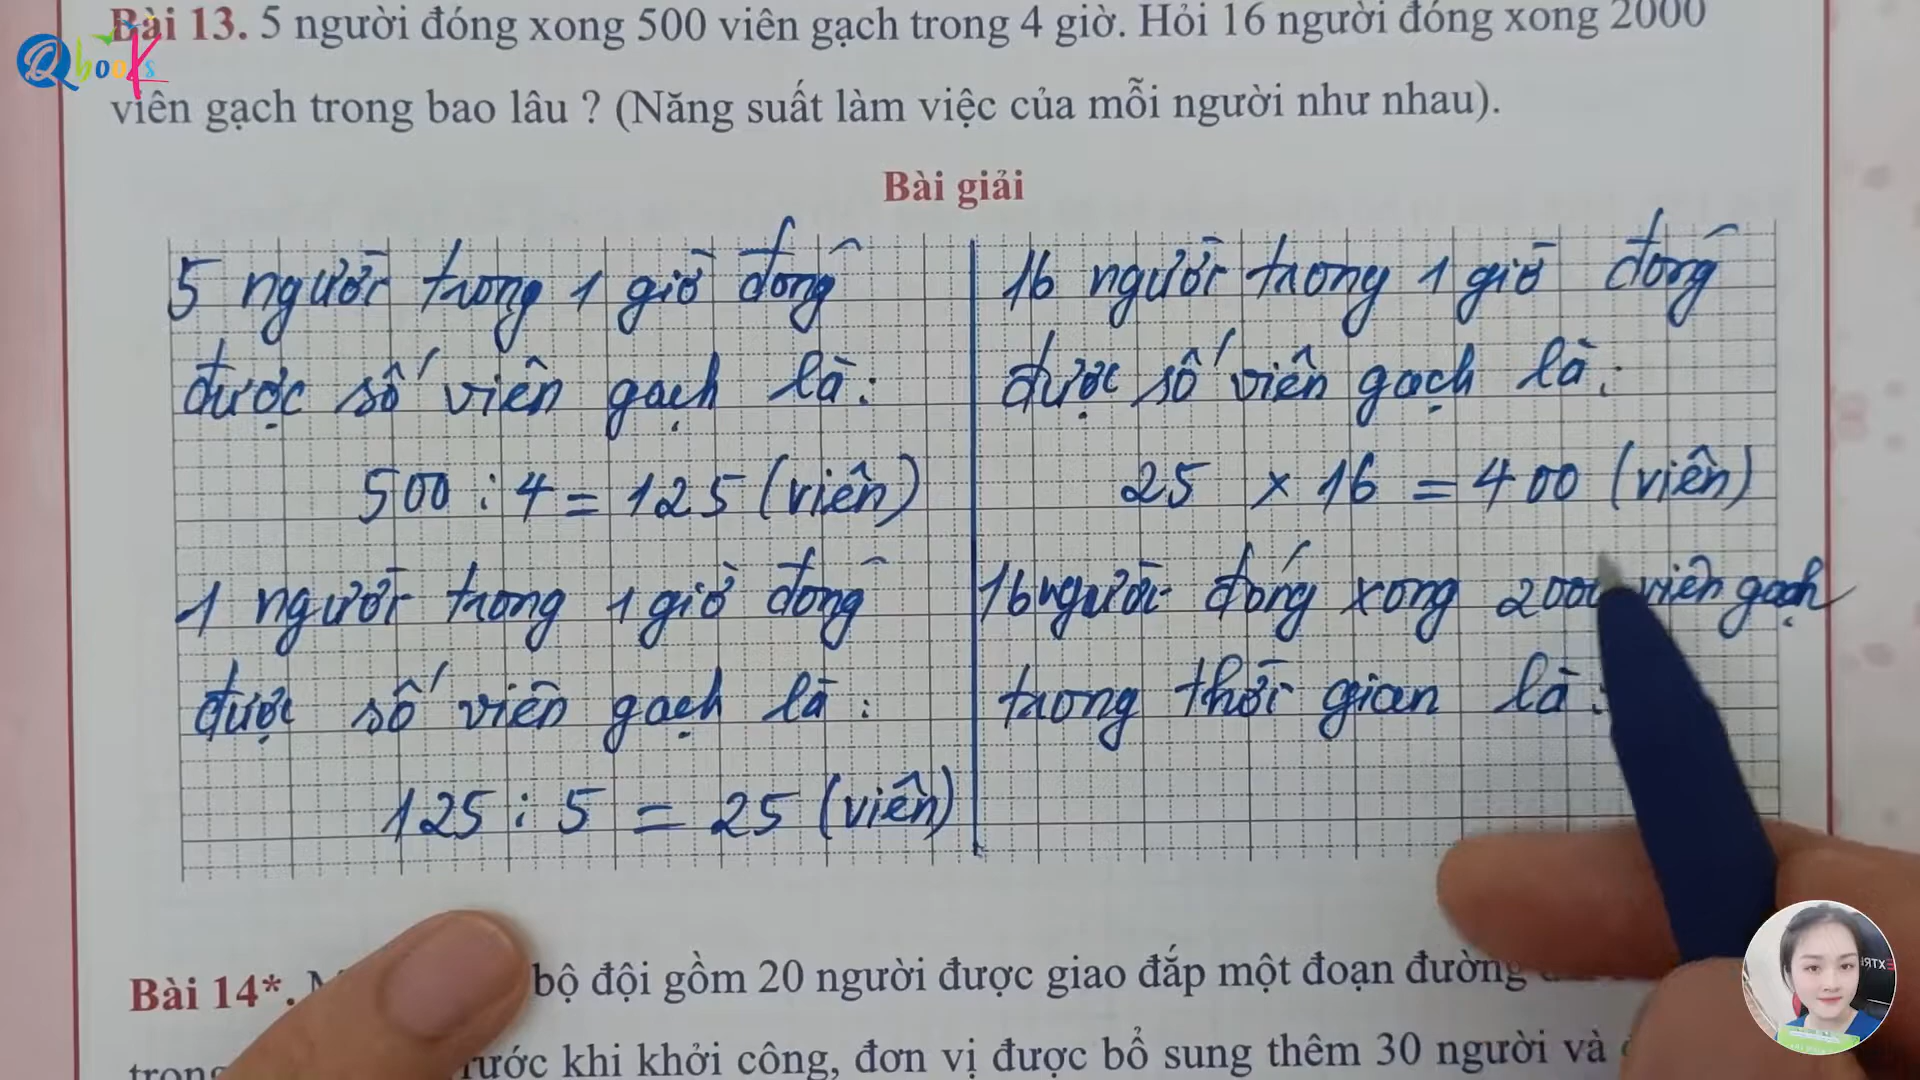 Qbooks
Bài 13. 5 người đóng xong 500 viên gạch trong 4 giờ. Hỏi 16 người đóng xong 2000
viên gạch trong bao lâu ? (Năng suất làm việc của mỗi người như nhau).
Bài giải
5 người trong 1 giờ đóng
được số viên gạch là:
500 : 4 = 125 (viên)
1 người trong 1 giờ đóng
được số viên gạch là :
125 : 5 = 25 (viên)
16 người trong 1 giờ đóng
được số viên gạch là:
25 x 16 = 400 (viên)
16 người đóng xong 2000 viên gạch
trong thời gian là:
Bài 14*. bộ đội gồm 20 người được giao đắp một đoạn đường
trong trước khi khởi công, đơn vị được bổ sung thêm 30 người và